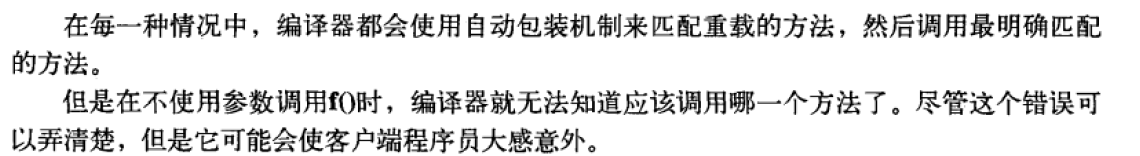 在每一种情况中，编译器都会使用自动包装机制来匹配重载的方法，然后调用最明确匹配
的方法。
但是在不使用参数调用f()时，编译器就无法知道应该调用哪一个方法了。尽管这个错误可
以弄清楚，但是它可能会使客户端程序员大感意外。